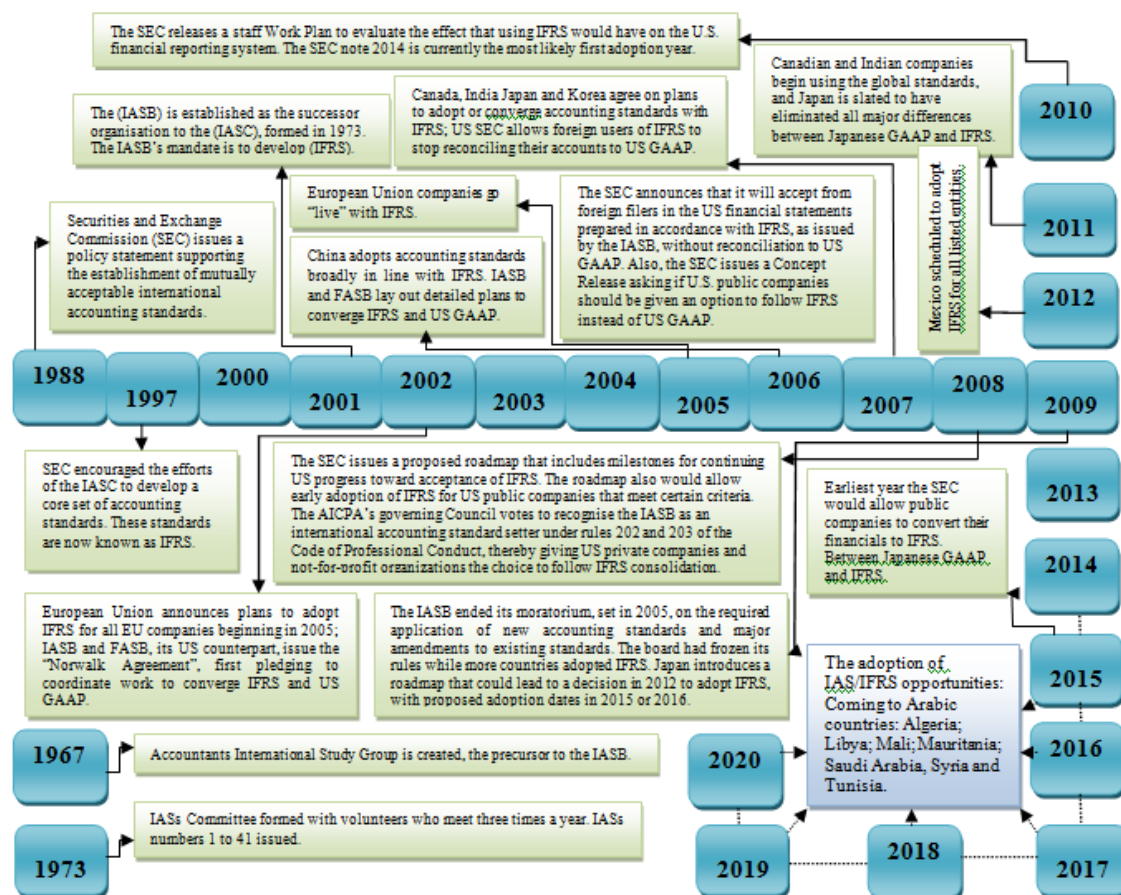 The SEC releases a staff Work Plan to evaluate the effect that using IFRS would have on the U.S.
financial reporting system. The SEC note 2014 is currently the most likely first adoption year.
Canadian and Indian companies
begin using the global standards,
and Japan is slated to have
eliminated all major differences
between Japanese GAAP and IFRS.
2010
The (IASB) is established as the successor
organisation to the (IASC), formed in 1973.
The IASB's mandate is to develop (IFRS).
Canada, India Japan and Korea agree on plans
to adopt or converge accounting standards with
IFRS; US SEC allows foreign users of IFRS to
stop reconciling their accounts to US GAAP.
Mexico scheduled to adopt
IFRS for all listed entities.
2011
2012
European Union companies go
"live" with IFRS.
Securities and Exchange
Commission (SEC) issues a
policy statement supporting
the establishment of mutually
acceptable international
accounting standards.
China adopts accounting standards
broadly in line with IFRS. IASB
and FASB lay out detailed plans to
converge IFRS and US GAAP.
The SEC announces that it will accept from
foreign filers in the US financial statements
prepared in accordance with IFRS, as issued
by the IASB, without reconciliation to US
GAAP. Also, the SEC issues a Concept
Release asking if U.S. public companies
should be given an option to follow IFRS
instead of US GAAP.
1988
1997
2000
2001
2002
2003
2004
2005
2006
2007
2008
2009
SEC encouraged the efforts
of the IASC to develop a
core set of accounting
standards. These standards
are now known as IFRS.
The SEC issues a proposed roadmap that includes milestones for continuing
US progress toward acceptance of IFRS. The roadmap also would allow
early adoption of IFRS for US public companies that meet certain criteria.
The AICPA's governing Council votes to recognise the IASB as an
international accounting standard setter under rules 202 and 203 of the
Code of Professional Conduct, thereby giving US private companies and
not-for-profit organizations the choice to follow IFRS consolidation.
Earliest year the SEC
would allow public
companies to convert their
financials to IFRS.
Between Japanese GAAP
and IFRS.
2013
2014
European Union announces plans to adopt
IFRS for all EU companies beginning in 2005;
IASB and FASB, its US counterpart, issue the
"Norwalk Agreement", first pledging to
coordinate work to converge IFRS and US
GAAP.
The IASB ended its moratorium, set in 2005, on the required
application of new accounting standards and major
amendments to existing standards. The board had frozen its
rules while more countries adopted IFRS. Japan introduces a
roadmap that could lead to a decision in 2012 to adopt IFRS,
with proposed adoption dates in 2015 or 2016.
The adoption of
IAS/IFRS opportunities:
Coming to Arabic
countries: Algeria;
Libya; Mali; Mauritania;
Saudi Arabia, Syria and
Tunisia.
2015
2016
2017
2018
2019
2020
1967
Accountants International Study Group is created, the precursor to the IASB.
1973
IASs Committee formed with volunteers who meet three times a year. IASs
numbers 1 to 41 issued.